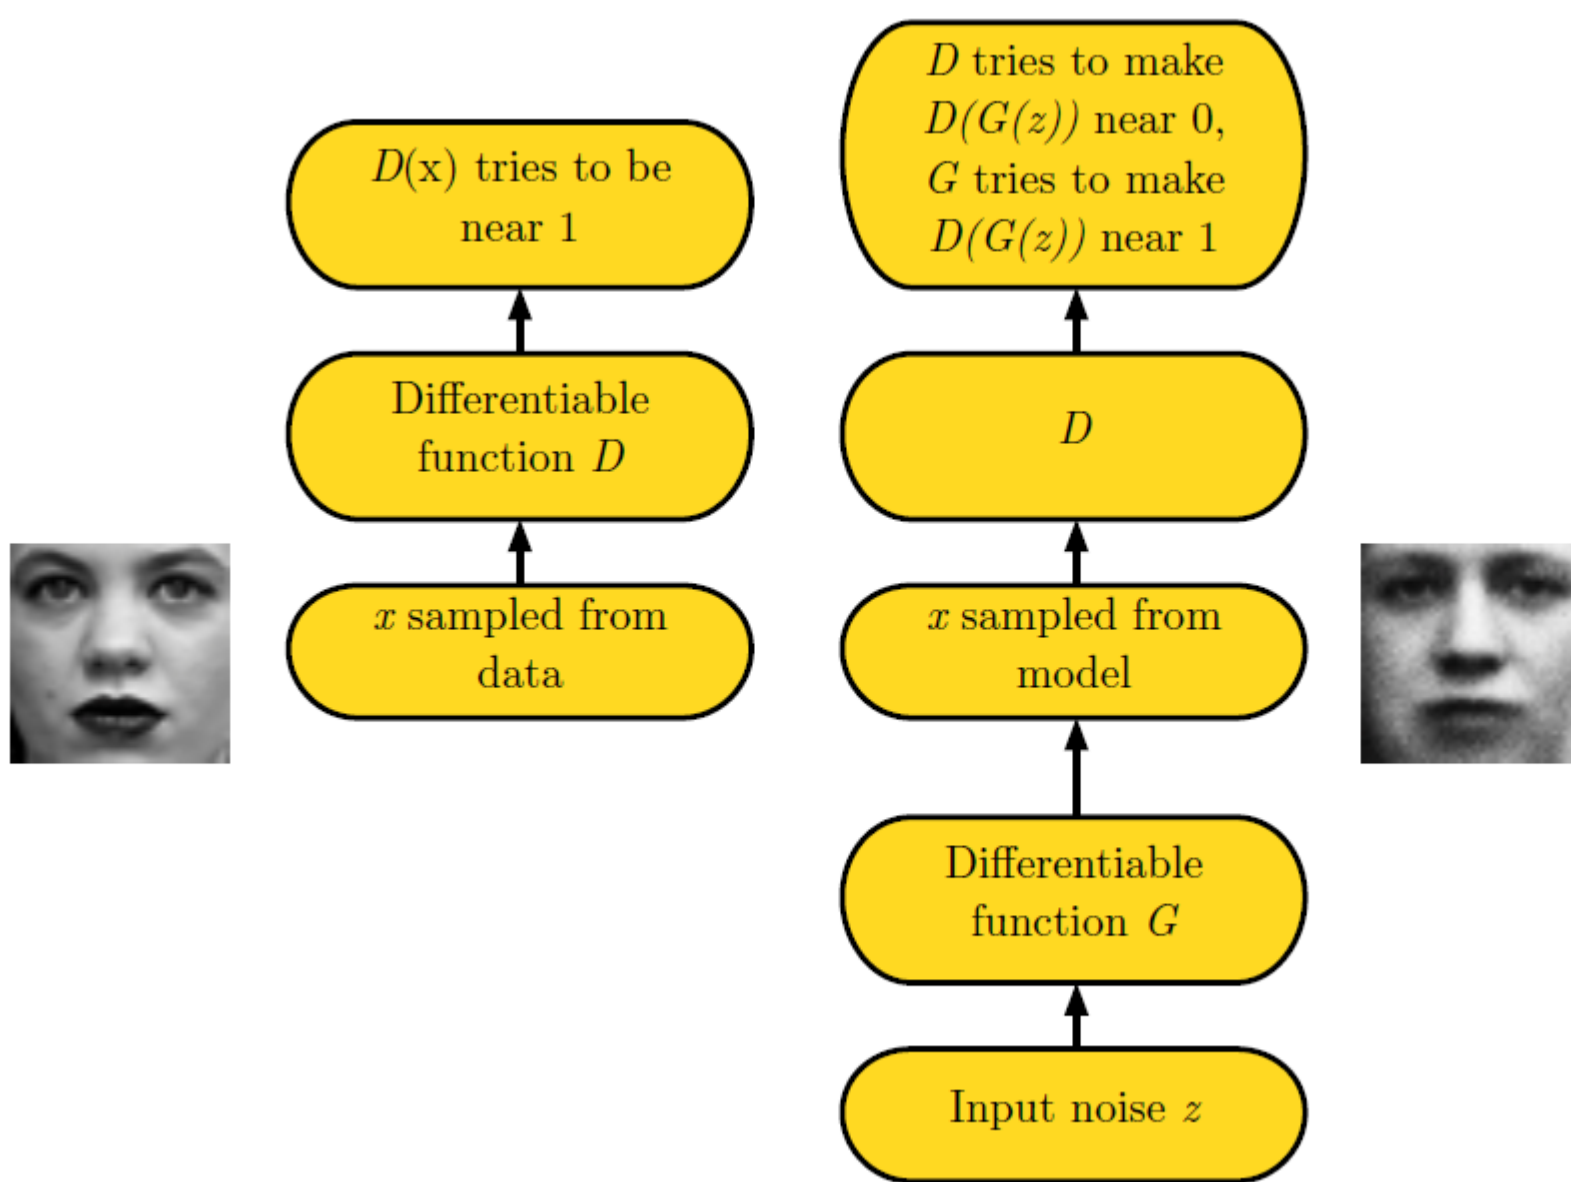 D(x) tries to be
near 1
Differentiable
function D
x sampled from
data
D tries to make
D(G(z)) near 0,
G tries to make
D(G(z)) near 1
D
x sampled from
model
Differentiable
function G
Input noise z